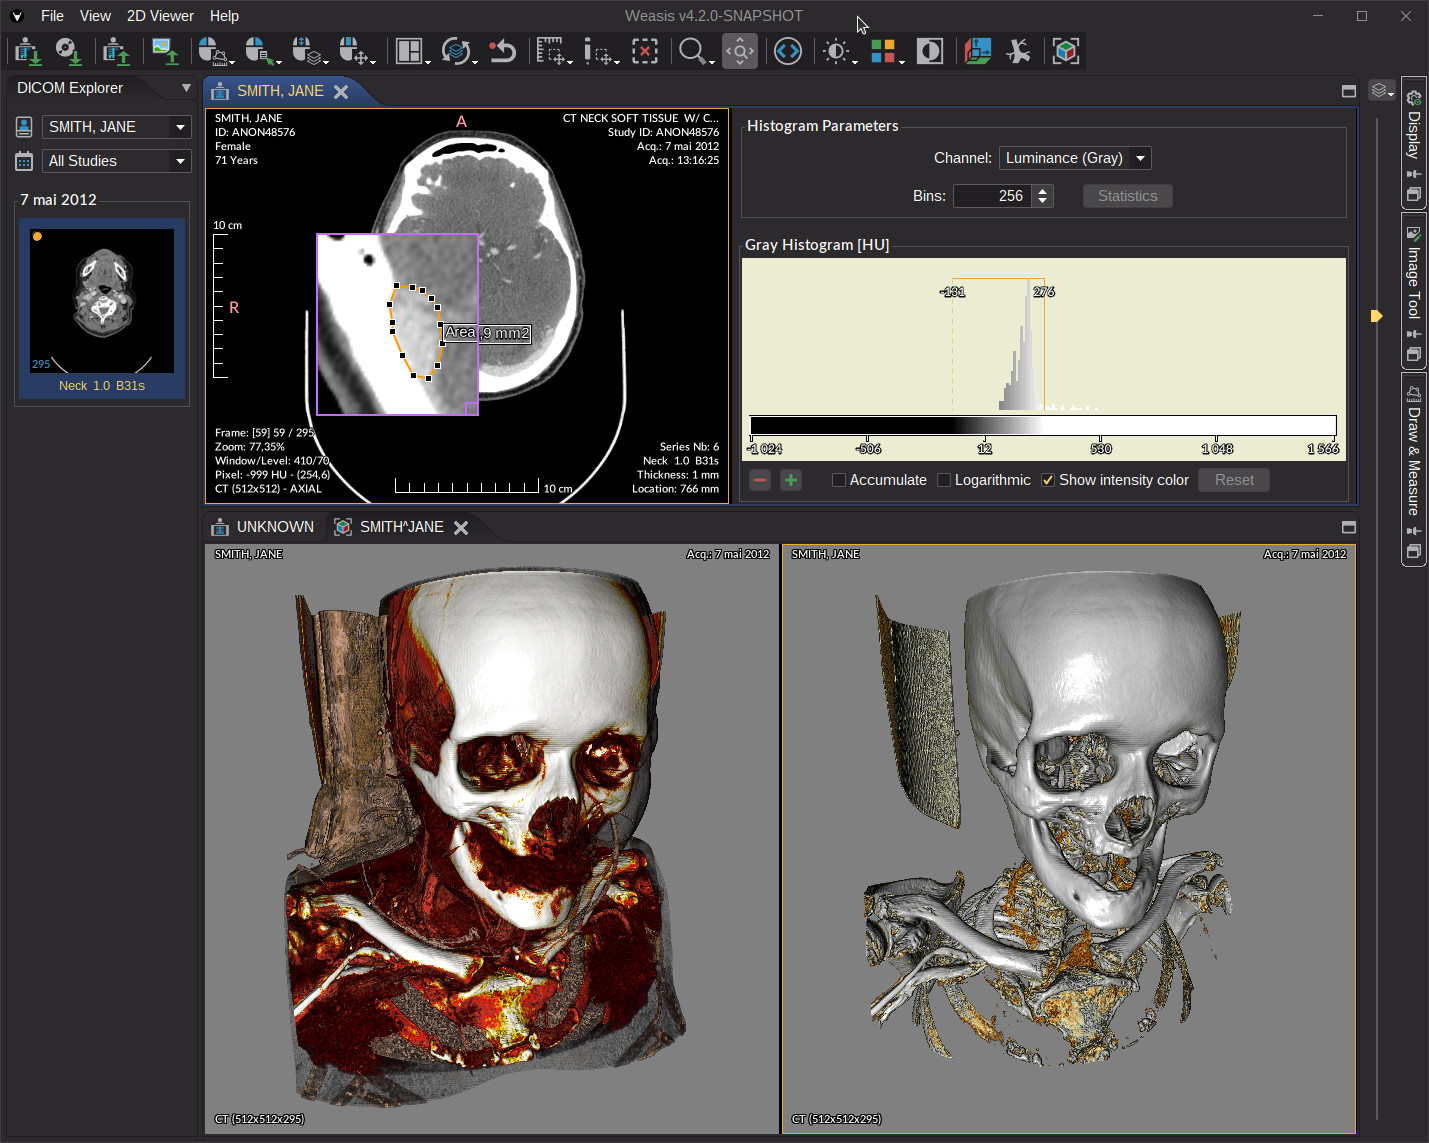 File View 2D Viewer Help
Weasis v4.2.0-SNAPSHOT
DICOM Explorer
SMITH, JANE
All Studies
7 mai 2012
295
Neck 1.0 B31s
SMITH, JANE
SMITH, JANE
ID: ANON48576
Female
71 Years
A
CT NECK SOFT TISSUE W/ C...
Study ID: ANON48576
Acq.: 7 mai 2012
Acq.: 13:16:25
10 cm
R
Area ,9 mm2
Frame: [59] 59 / 295
Zoom: 77,35%
Window/Level: 410/70
Pixel: -999 HU - (254,6)
CT (512x512) - AXIAL
10 cm
Series Nb: 6
Neck 1.0 B31s
Thickness: 1 mm
Location: 766 mm
Histogram Parameters
Channel: Luminance (Gray)
Bins: 256 Statistics
Gray Histogram [HU]
276
-1 024 -506 12 530 1 048 1 566
Accumulate Logarithmic Show intensity color Reset
Display
Image Tool
Draw & Measure
UNKNOWN SMITH^JANE
SMITH, JANE Acq.: 7 mai 2012
CT (512x512x295)
SMITH, JANE Acq.: 7 mai 2012
CT (512x512x295)